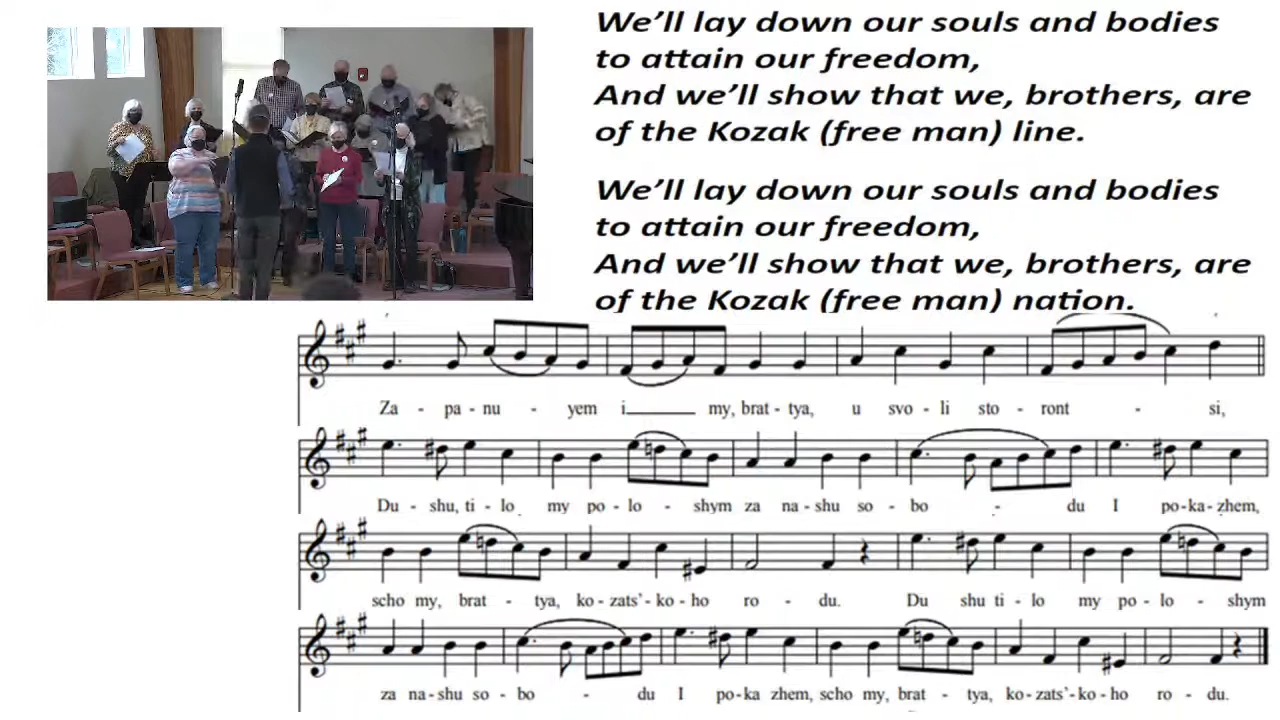 We'll lay down our souls and bodies
to attain our freedom,
And we'll show that we, brothers, are
of the Kozak (free man) line.
We'll lay down our souls and bodies
to attain our freedom,
And we'll show that we, brothers, are
of the Kozak (free man) nation.
Za - pa - nu - yem i______ my, brat - tya, u svo - li sto - ront - si,
Du - shu, ti - lo my po - lo - shym za na - shu so - bo - du I po - ka - zhem,
scho my, brat - tya, ko - zats' - ko - ho ro - du. Du shu ti - lo my po - lo - shym
za na - shu so - bo - du I po - ka zhem, scho my, brat - tya, ko - zats' - ko - ho ro - du.